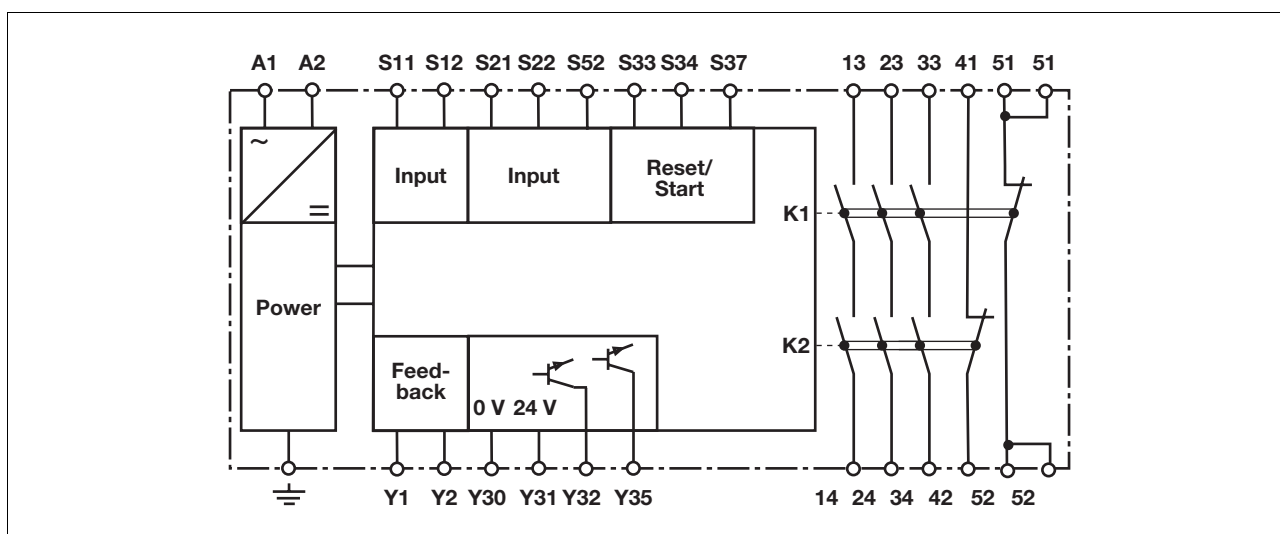 A1 A2 S11 S12 S21 S22 S52 S33 S34 S37 13 23 33 41 51 51
~
=
Input
Input
Reset/
Start
K1
Power
K2
Feed-
back
0 V 24 V
Y1 Y2 Y30 Y31 Y32 Y35 14 24 34 42 52 52